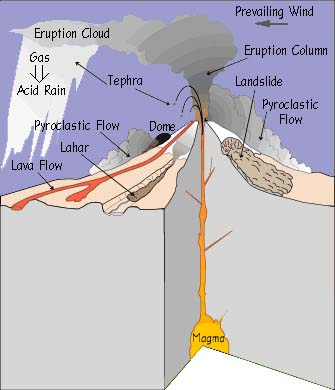 Prevailing Wind
Eruption Cloud
Eruption Column
Gas
Acid Rain
Tephra
Landslide
Pyroclastic
Flow
Pyroclastic Flow
Dome
Lahar
Lava Flow
Magma